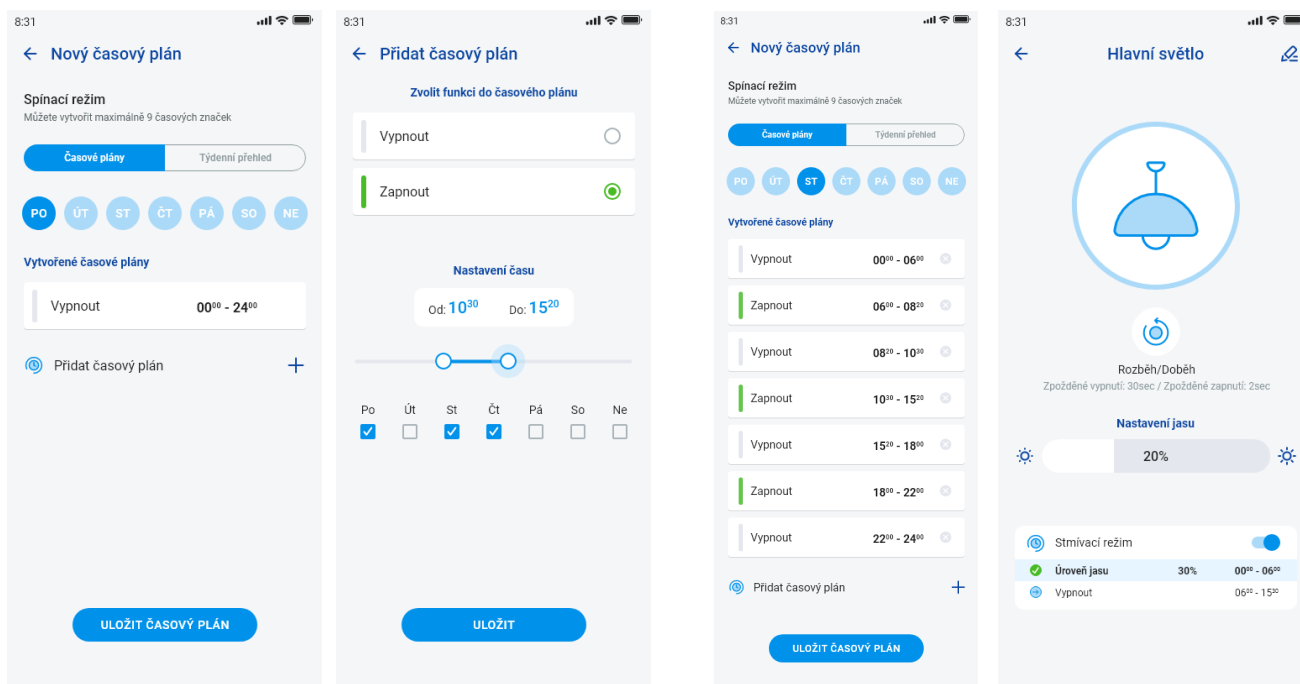 8:31
Nový časový plán
Spínací režim
Můžete vytvořit maximálně 9 časových značek
Časové plány Týdenní přehled
PO ÚT ST ČT PÁ SO NE
Vytvořené časové plány
Vypnout 00⁰⁰ - 24⁰⁰
Přidat časový plán
ULOŽIT ČASOVÝ PLÁN
8:31
Přidat časový plán
Zvolit funkci do časového plánu
Vypnout
Zapnout
Nastavení času
Od: 10³⁰ Do: 15²⁰
Po Út St Čt Pá So Ne
ULOŽIT
8:31
Nový časový plán
Spínací režim
Můžete vytvořit maximálně 9 časových značek
Časové plány Týdenní přehled
PO ÚT ST ČT PÁ SO NE
Vytvořené časové plány
Vypnout 00⁰⁰ - 06⁰⁰
Zapnout 06⁰⁰ - 08²⁰
Vypnout 08²⁰ - 10³⁰
Zapnout 10³⁰ - 15²⁰
Vypnout 15²⁰ - 18⁰⁰
Zapnout 18⁰⁰ - 22⁰⁰
Vypnout 22⁰⁰ - 24⁰⁰
Přidat časový plán
ULOŽIT ČASOVÝ PLÁN
8:31
Hlavní světlo
Rozběh/Doběh
Zpožděné vypnutí: 30sec / Zpožděné zapnutí: 2sec
Nastavení jasu
20%
Stmívací režim
Úroveň jasu 30% 00⁰⁰ - 06⁰⁰
Vypnout 06⁰⁰ - 15³⁰